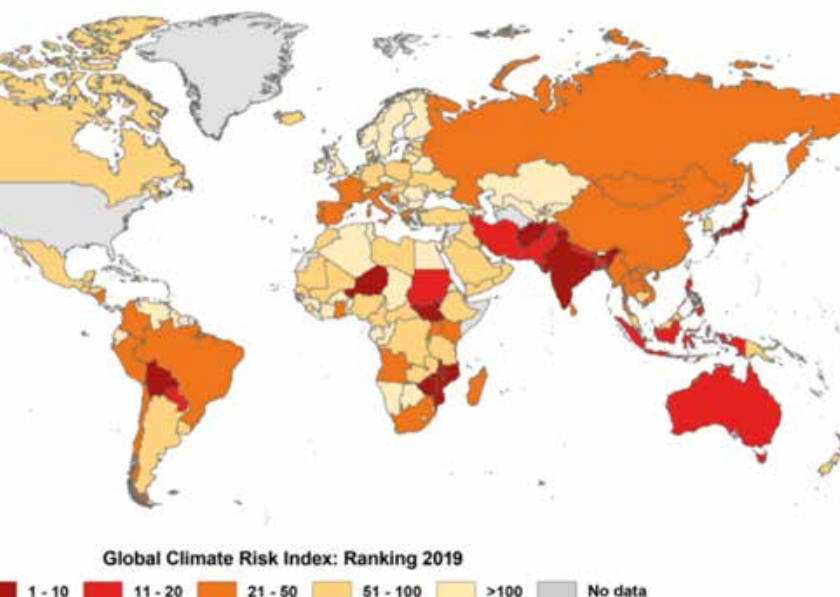 Global Climate Risk Index: Ranking 2019
1 - 10 11 - 20 21 - 50 51 - 100 >100 No data